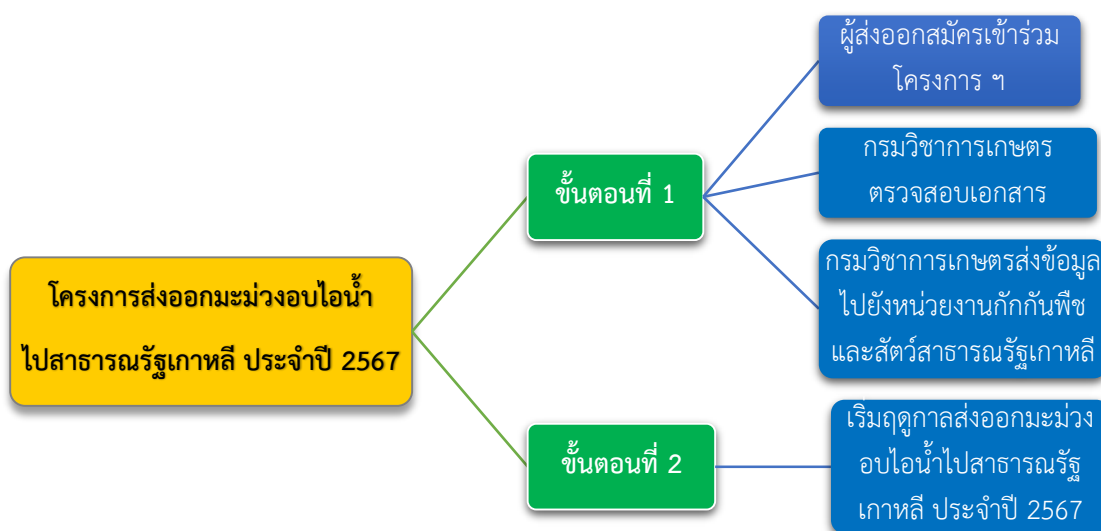 โครงการส่งออกมะม่วงอบไอน้ำ
ไปสาธารณรัฐเกาหลี ประจำปี 2567
ขั้นตอนที่ 1
ผู้ส่งออกสมัครเข้าร่วม
โครงการ ฯ
กรมวิชาการเกษตร
ตรวจสอบเอกสาร
กรมวิชาการเกษตรส่งข้อมูล
ไปยังหน่วยงานกักกันพืช
และสัตว์สาธารณรัฐเกาหลี
ขั้นตอนที่ 2
เริ่มฤดูกาลส่งออกมะม่วง
อบไอน้ำไปสาธารณรัฐ
เกาหลี ประจำปี 2567